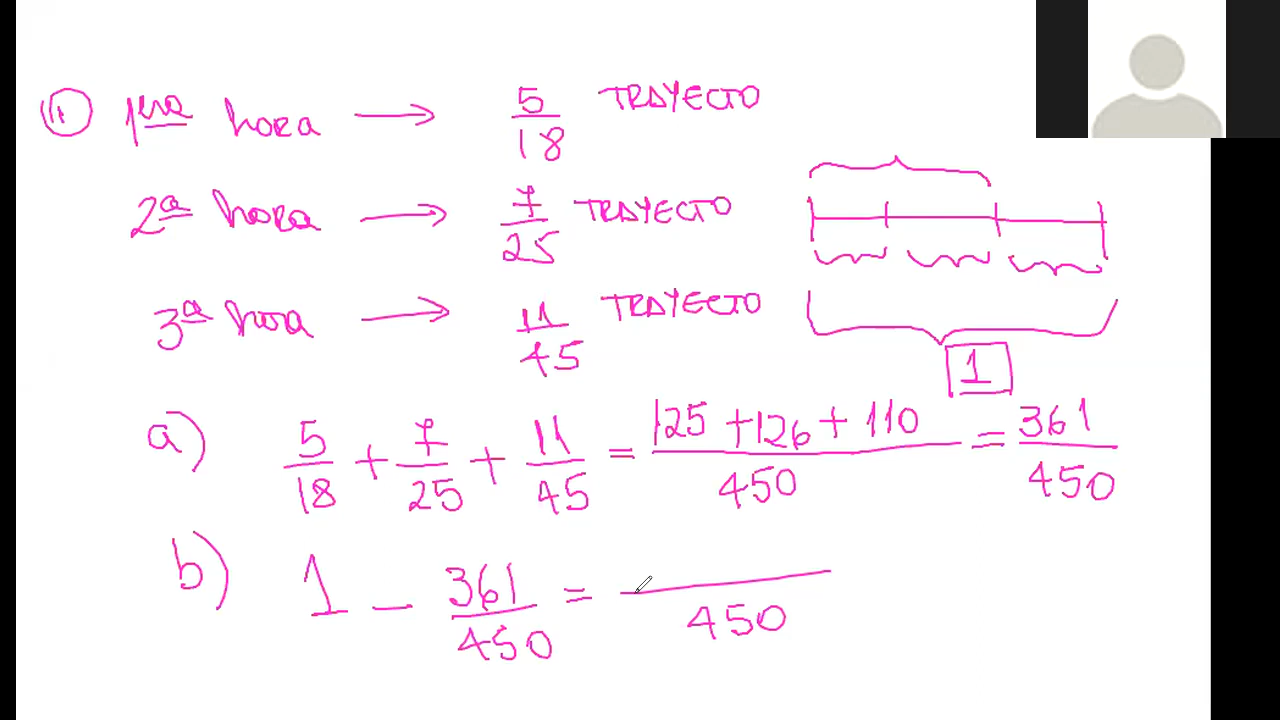 11 1era hora → 5/18 TRAYECTO
2ª hora → 7/25 TRAYECTO
3ª hora → 11/45 TRAYECTO
1
a) 5/18 + 7/25 + 11/45 = 125 + 126 + 110 / 450 = 361/450
b) 1 - 361/450 = /450